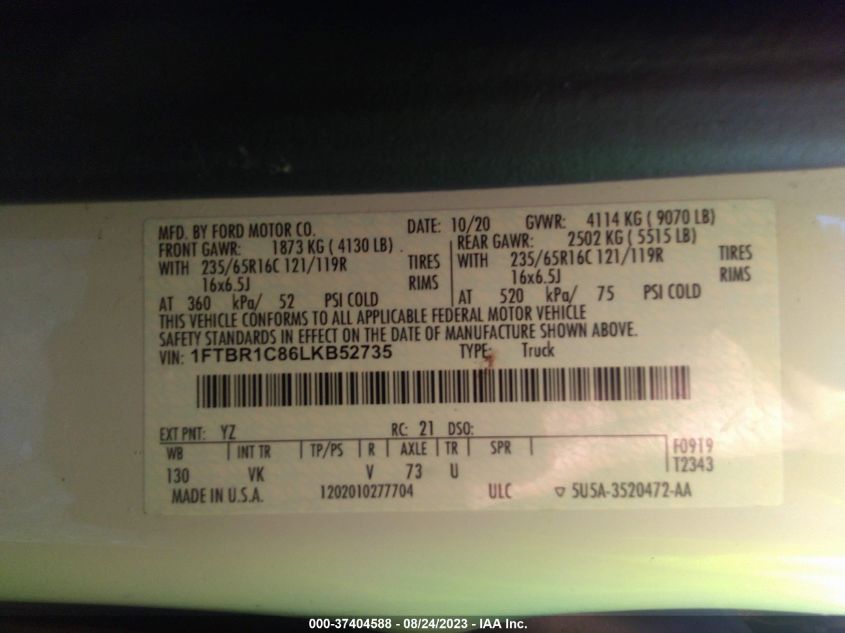 MFD. BY FORD MOTOR CO. DATE: 10/20 GVWR: 4114 KG ( 9070 LB)
FRONT GAWR: 1873 KG ( 4130 LB) . REAR GAWR: 2502 KG ( 5515 LB)
WITH 235/65R16C 121/119R TIRES WITH 235/65R16C 121/119R TIRES
16x6.5J RIMS 16x6.5J RIMS
AT 360 kPa/ 52 PSI COLD AT 520 kPa/ 75 PSI COLD
THIS VEHICLE CONFORMS TO ALL APPLICABLE FEDERAL MOTOR VEHICLE
SAFETY STANDARDS IN EFFECT ON THE DATE OF MANUFACTURE SHOWN ABOVE.
VIN: 1FTBR1C86LKB52735 TYPE: Truck
EXT PNT: YZ RC: 21 DSO:
WB INT TR TP/PS R AXLE TR SPR F0919
130 VK V 73 U T2343
MADE IN U.S.A. 1202010277704 ULC ▽ 5U5A-3520472-AA
000-37404588 - 08/24/2023 - IAA Inc.